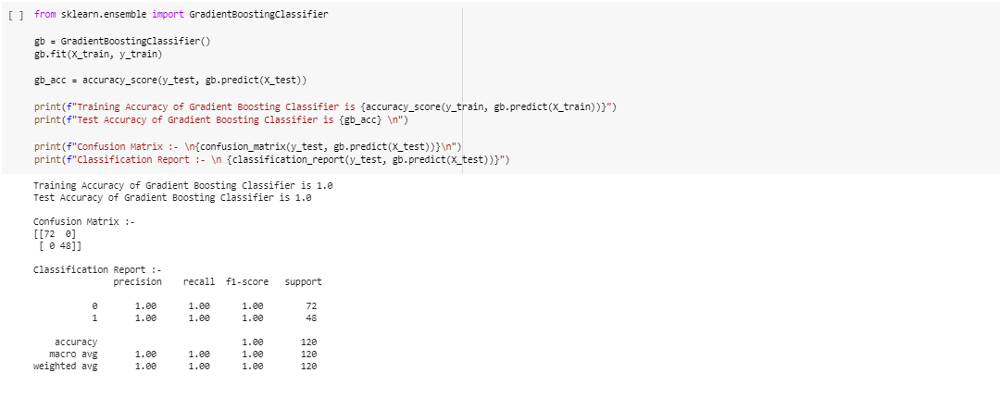 [ ] from sklearn.ensemble import GradientBoostingClassifier
gb = GradientBoostingClassifier()
gb.fit(X_train, y_train)
gb_acc = accuracy_score(y_test, gb.predict(X_test))
print(f"Training Accuracy of Gradient Boosting Classifier is {accuracy_score(y_train, gb.predict(X_train))}")
print(f"Test Accuracy of Gradient Boosting Classifier is {gb_acc} \n")
print(f"Confusion Matrix :- \n{confusion_matrix(y_test, gb.predict(X_test))}\n")
print(f"Classification Report :- \n {classification_report(y_test, gb.predict(X_test))}")
Training Accuracy of Gradient Boosting Classifier is 1.0
Test Accuracy of Gradient Boosting Classifier is 1.0
Confusion Matrix :-
[[72  0]
 [ 0 48]]
Classification Report :-
precision    recall  f1-score   support
0       1.00      1.00      1.00        72
1       1.00      1.00      1.00        48
accuracy                           1.00       120
macro avg       1.00      1.00      1.00       120
weighted avg       1.00      1.00      1.00       120